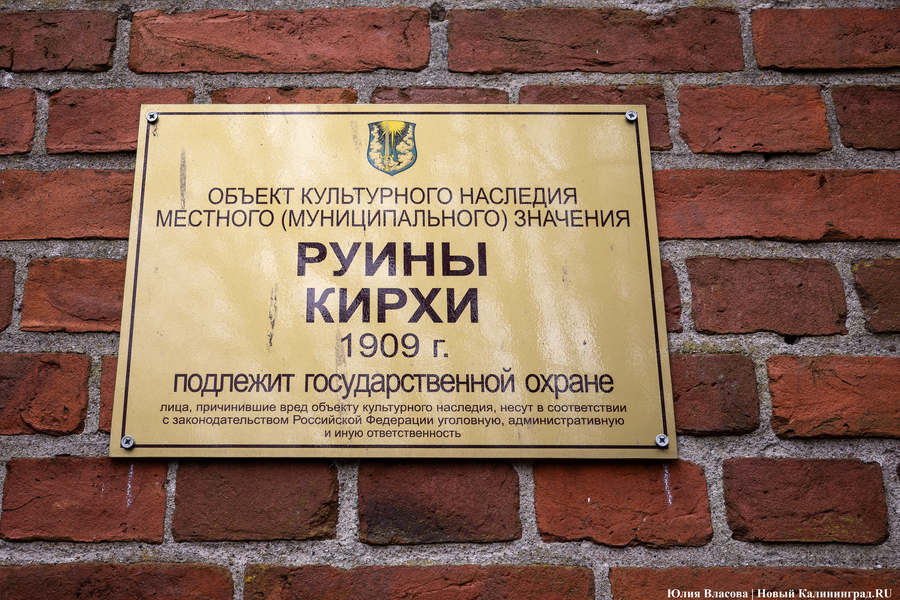 ОБЪЕКТ КУЛЬТУРНОГО НАСЛЕДИЯ
МЕСТНОГО (МУНИЦИПАЛЬНОГО) ЗНАЧЕНИЯ
РУИНЫ
КИРХИ
1909 г.
подлежит государственной охране
лица, причинившие вред объекту культурного наследия, несут в соответствии
с законодательством Российской Федерации уголовную, административную
и иную ответственность
Юлия Власова | Новый Калининград.RU